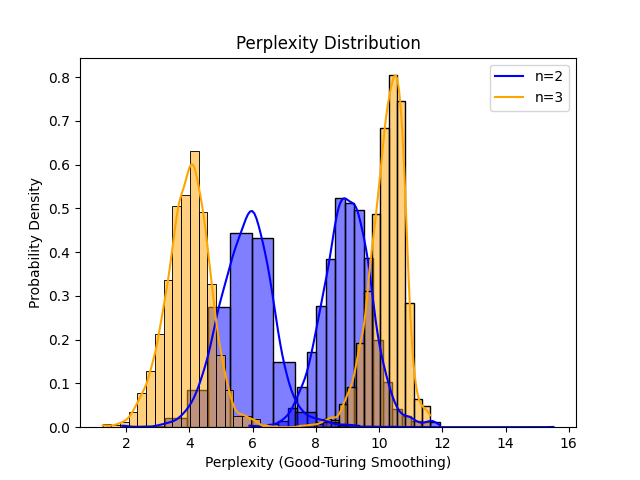 Perplexity Distribution
n=2
n=3
Probability Density
0.8
0.7
0.6
0.5
0.4
0.3
0.2
0.1
0.0
2 4 6 8 10 12 14 16
Perplexity (Good-Turing Smoothing)